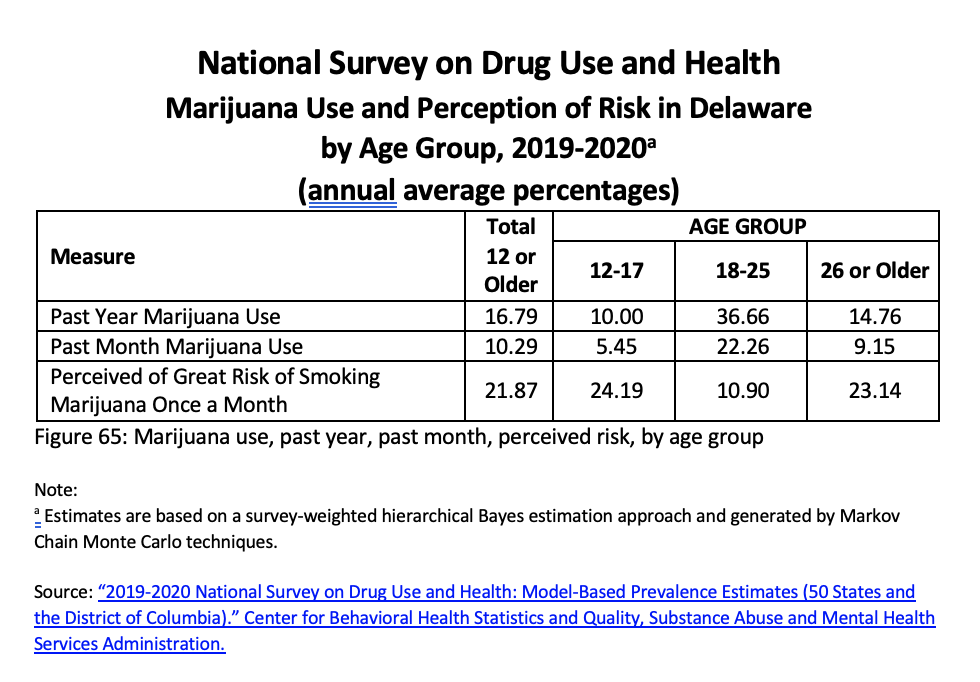 National Survey on Drug Use and Health
Marijuana Use and Perception of Risk in Delaware
by Age Group, 2019-2020ᵃ
(annual average percentages)
Measure
Total
12 or
Older
AGE GROUP
12-17 18-25 26 or Older
Past Year Marijuana Use 16.79 10.00 36.66 14.76
Past Month Marijuana Use 10.29 5.45 22.26 9.15
Perceived of Great Risk of Smoking
Marijuana Once a Month 21.87 24.19 10.90 23.14
Figure 65: Marijuana use, past year, past month, perceived risk, by age group
Note:
ᵃ Estimates are based on a survey-weighted hierarchical Bayes estimation approach and generated by Markov
Chain Monte Carlo techniques.
Source: “2019-2020 National Survey on Drug Use and Health: Model-Based Prevalence Estimates (50 States and
the District of Columbia).” Center for Behavioral Health Statistics and Quality, Substance Abuse and Mental Health
Services Administration.